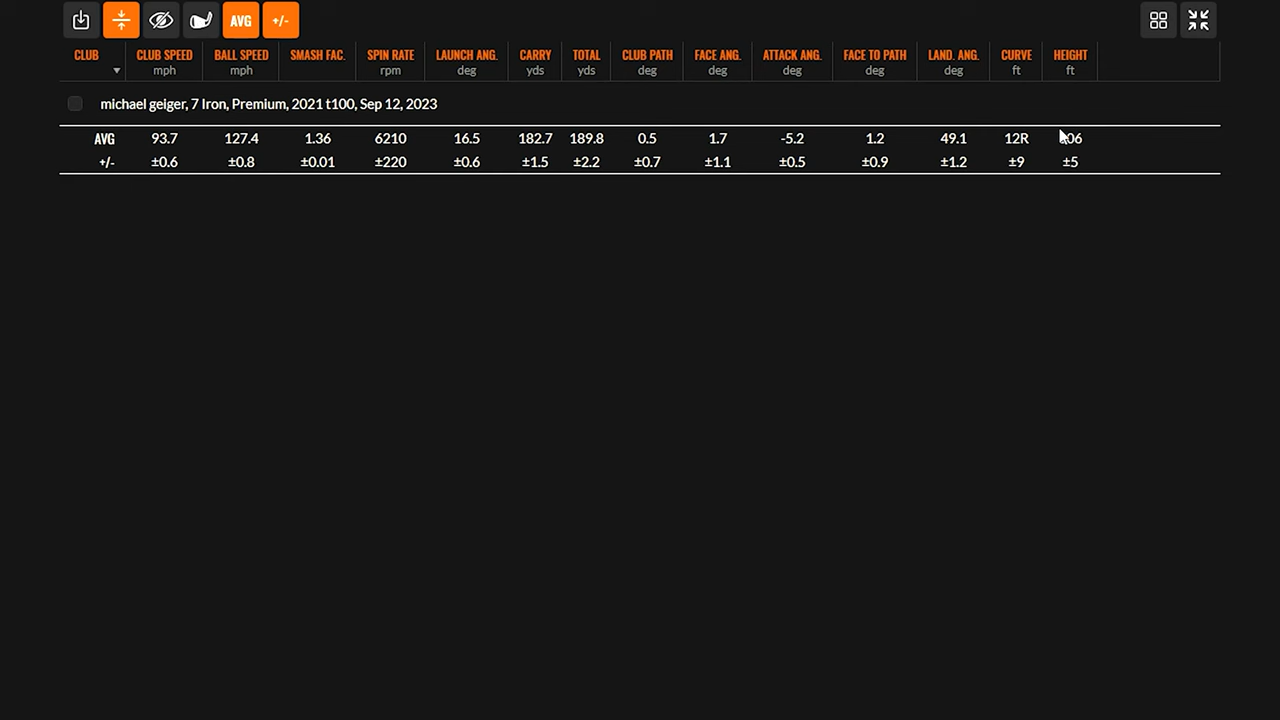 AVG +/-
CLUB CLUB SPEED BALL SPEED SMASH FAC. SPIN RATE LAUNCH ANG. CARRY TOTAL CLUB PATH FACE ANG. ATTACK ANG. FACE TO PATH LAND. ANG. CURVE HEIGHT
mph mph rpm deg yds yds deg deg deg deg deg ft ft
michael geiger, 7 Iron, Premium, 2021 t100, Sep 12, 2023
AVG 93.7 127.4 1.36 6210 16.5 182.7 189.8 0.5 1.7 -5.2 1.2 49.1 12R
+/- ±0.6 ±0.8 ±0.01 ±220 ±0.6 ±1.5 ±2.2 ±0.7 ±1.1 ±0.5 ±0.9 ±1.2 ±9 ±5